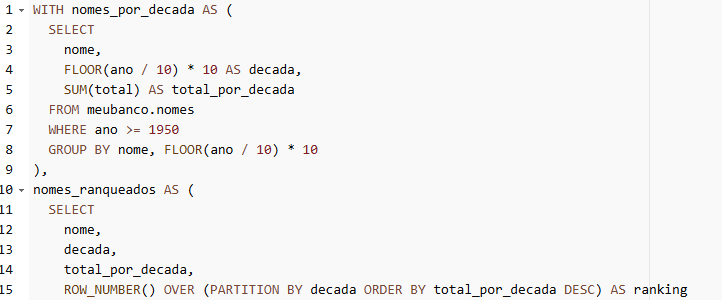 1 WITH nomes_por_decada AS (
2 SELECT
3 nome,
4 FLOOR(ano / 10) * 10 AS decada,
5 SUM(total) AS total_por_decada
6 FROM meubanco.nomes
7 WHERE ano >= 1950
8 GROUP BY nome, FLOOR(ano / 10) * 10
9 ),
10 nomes_ranqueados AS (
11 SELECT
12 nome,
13 decada,
14 total_por_decada,
15 ROW_NUMBER() OVER (PARTITION BY decada ORDER BY total_por_decada DESC) AS ranking